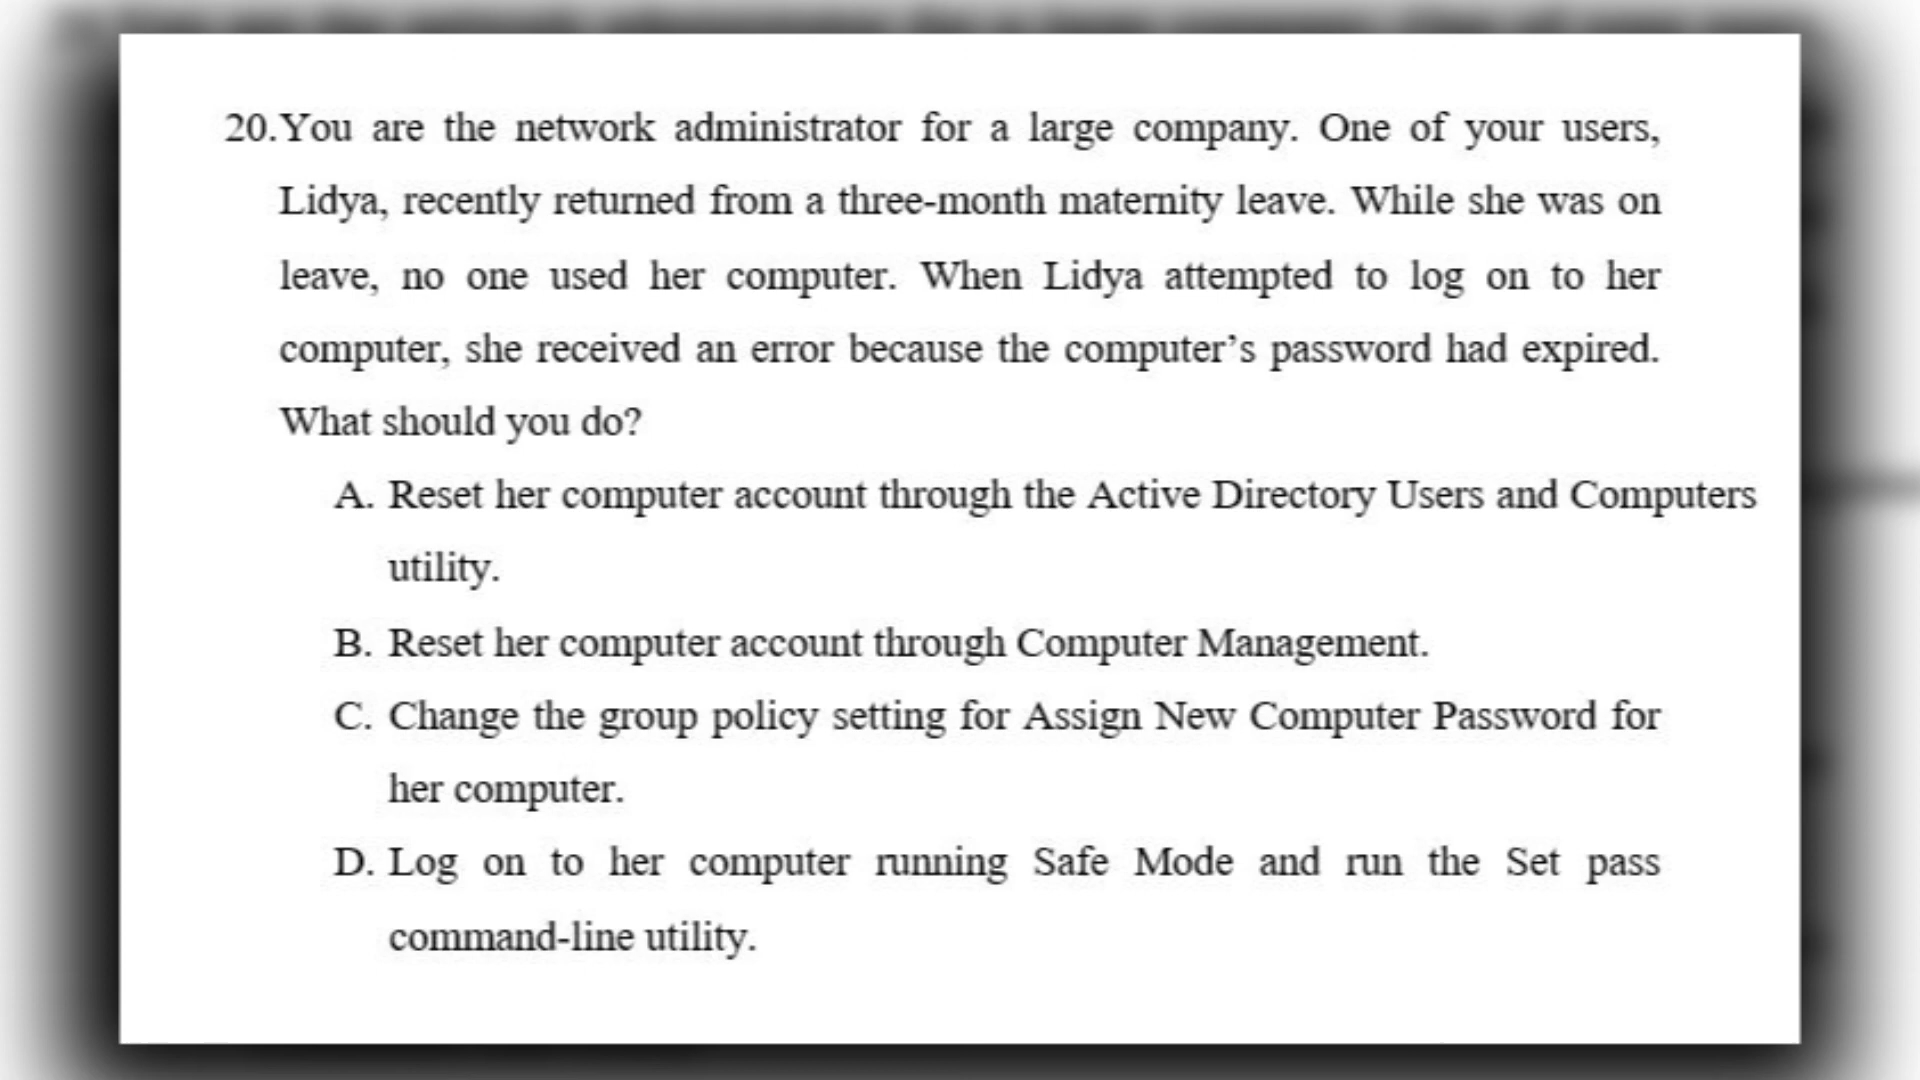 20.You are the network administrator for a large company. One of your users,
Lidya, recently returned from a three-month maternity leave. While she was on
leave, no one used her computer. When Lidya attempted to log on to her
computer, she received an error because the computer’s password had expired.
What should you do?
A. Reset her computer account through the Active Directory Users and Computers
utility.
B. Reset her computer account through Computer Management.
C. Change the group policy setting for Assign New Computer Password for
her computer.
D. Log on to her computer running Safe Mode and run the Set pass
command-line utility.